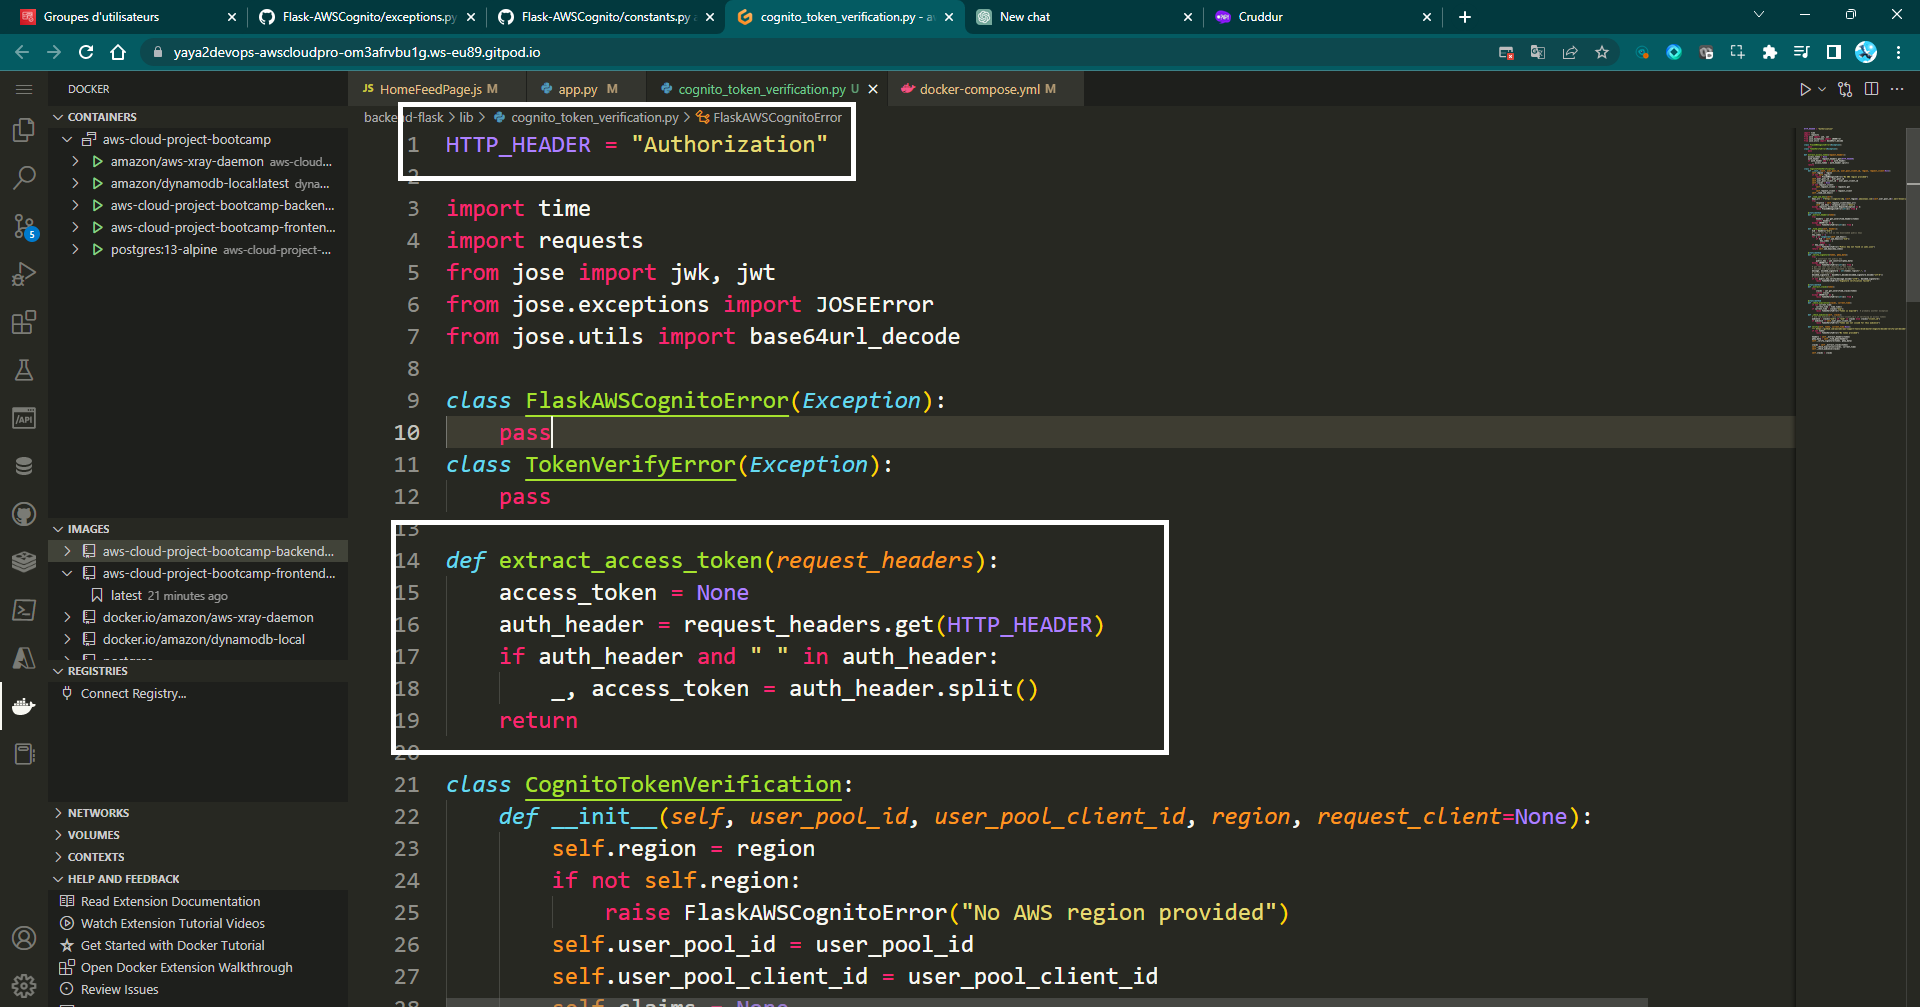 Groupes d'utilisateurs
Flask-AWSCognito/exceptions.py
Flask-AWSCognito/constants.py a
cognito_token_verification.py - a
New chat
Cruddur
yaya2devops-awscloudpro-om3afrvbu1g.ws-eu89.gitpod.io
DOCKER
JS HomeFeedPage.js M
app.py M
cognito_token_verification.py U
docker-compose.yml M
backend-flask > lib > cognito_token_verification.py > FlaskAWSCognitoError
CONTAINERS
aws-cloud-project-bootcamp
amazon/aws-xray-daemon aws-cloud...
amazon/dynamodb-local:latest dyna...
aws-cloud-project-bootcamp-backen...
aws-cloud-project-bootcamp-fronten...
postgres:13-alpine aws-cloud-project-...
5
/API
IMAGES
aws-cloud-project-bootcamp-backend...
aws-cloud-project-bootcamp-frontend...
latest 21 minutes ago
docker.io/amazon/aws-xray-daemon
docker.io/amazon/dynamodb-local
REGISTRIES
Connect Registry...
NETWORKS
VOLUMES
CONTEXTS
HELP AND FEEDBACK
Read Extension Documentation
Watch Extension Tutorial Videos
Get Started with Docker Tutorial
Open Docker Extension Walkthrough
Review Issues
1 HTTP_HEADER = "Authorization"
2
3 import time
4 import requests
5 from jose import jwk, jwt
6 from jose.exceptions import JOSEError
7 from jose.utils import base64url_decode
8
9 class FlaskAWSCognitoError(Exception):
10 pass
11 class TokenVerifyError(Exception):
12 pass
13
14 def extract_access_token(request_headers):
15 access_token = None
16 auth_header = request_headers.get(HTTP_HEADER)
17 if auth_header and " " in auth_header:
18 _, access_token = auth_header.split()
19 return
20
21 class CognitoTokenVerification:
22 def __init__(self, user_pool_id, user_pool_client_id, region, request_client=None):
23 self.region = region
24 if not self.region:
25 raise FlaskAWSCognitoError("No AWS region provided")
26 self.user_pool_id = user_pool_id
27 self.user_pool_client_id = user_pool_client_id
28 self.claims = None